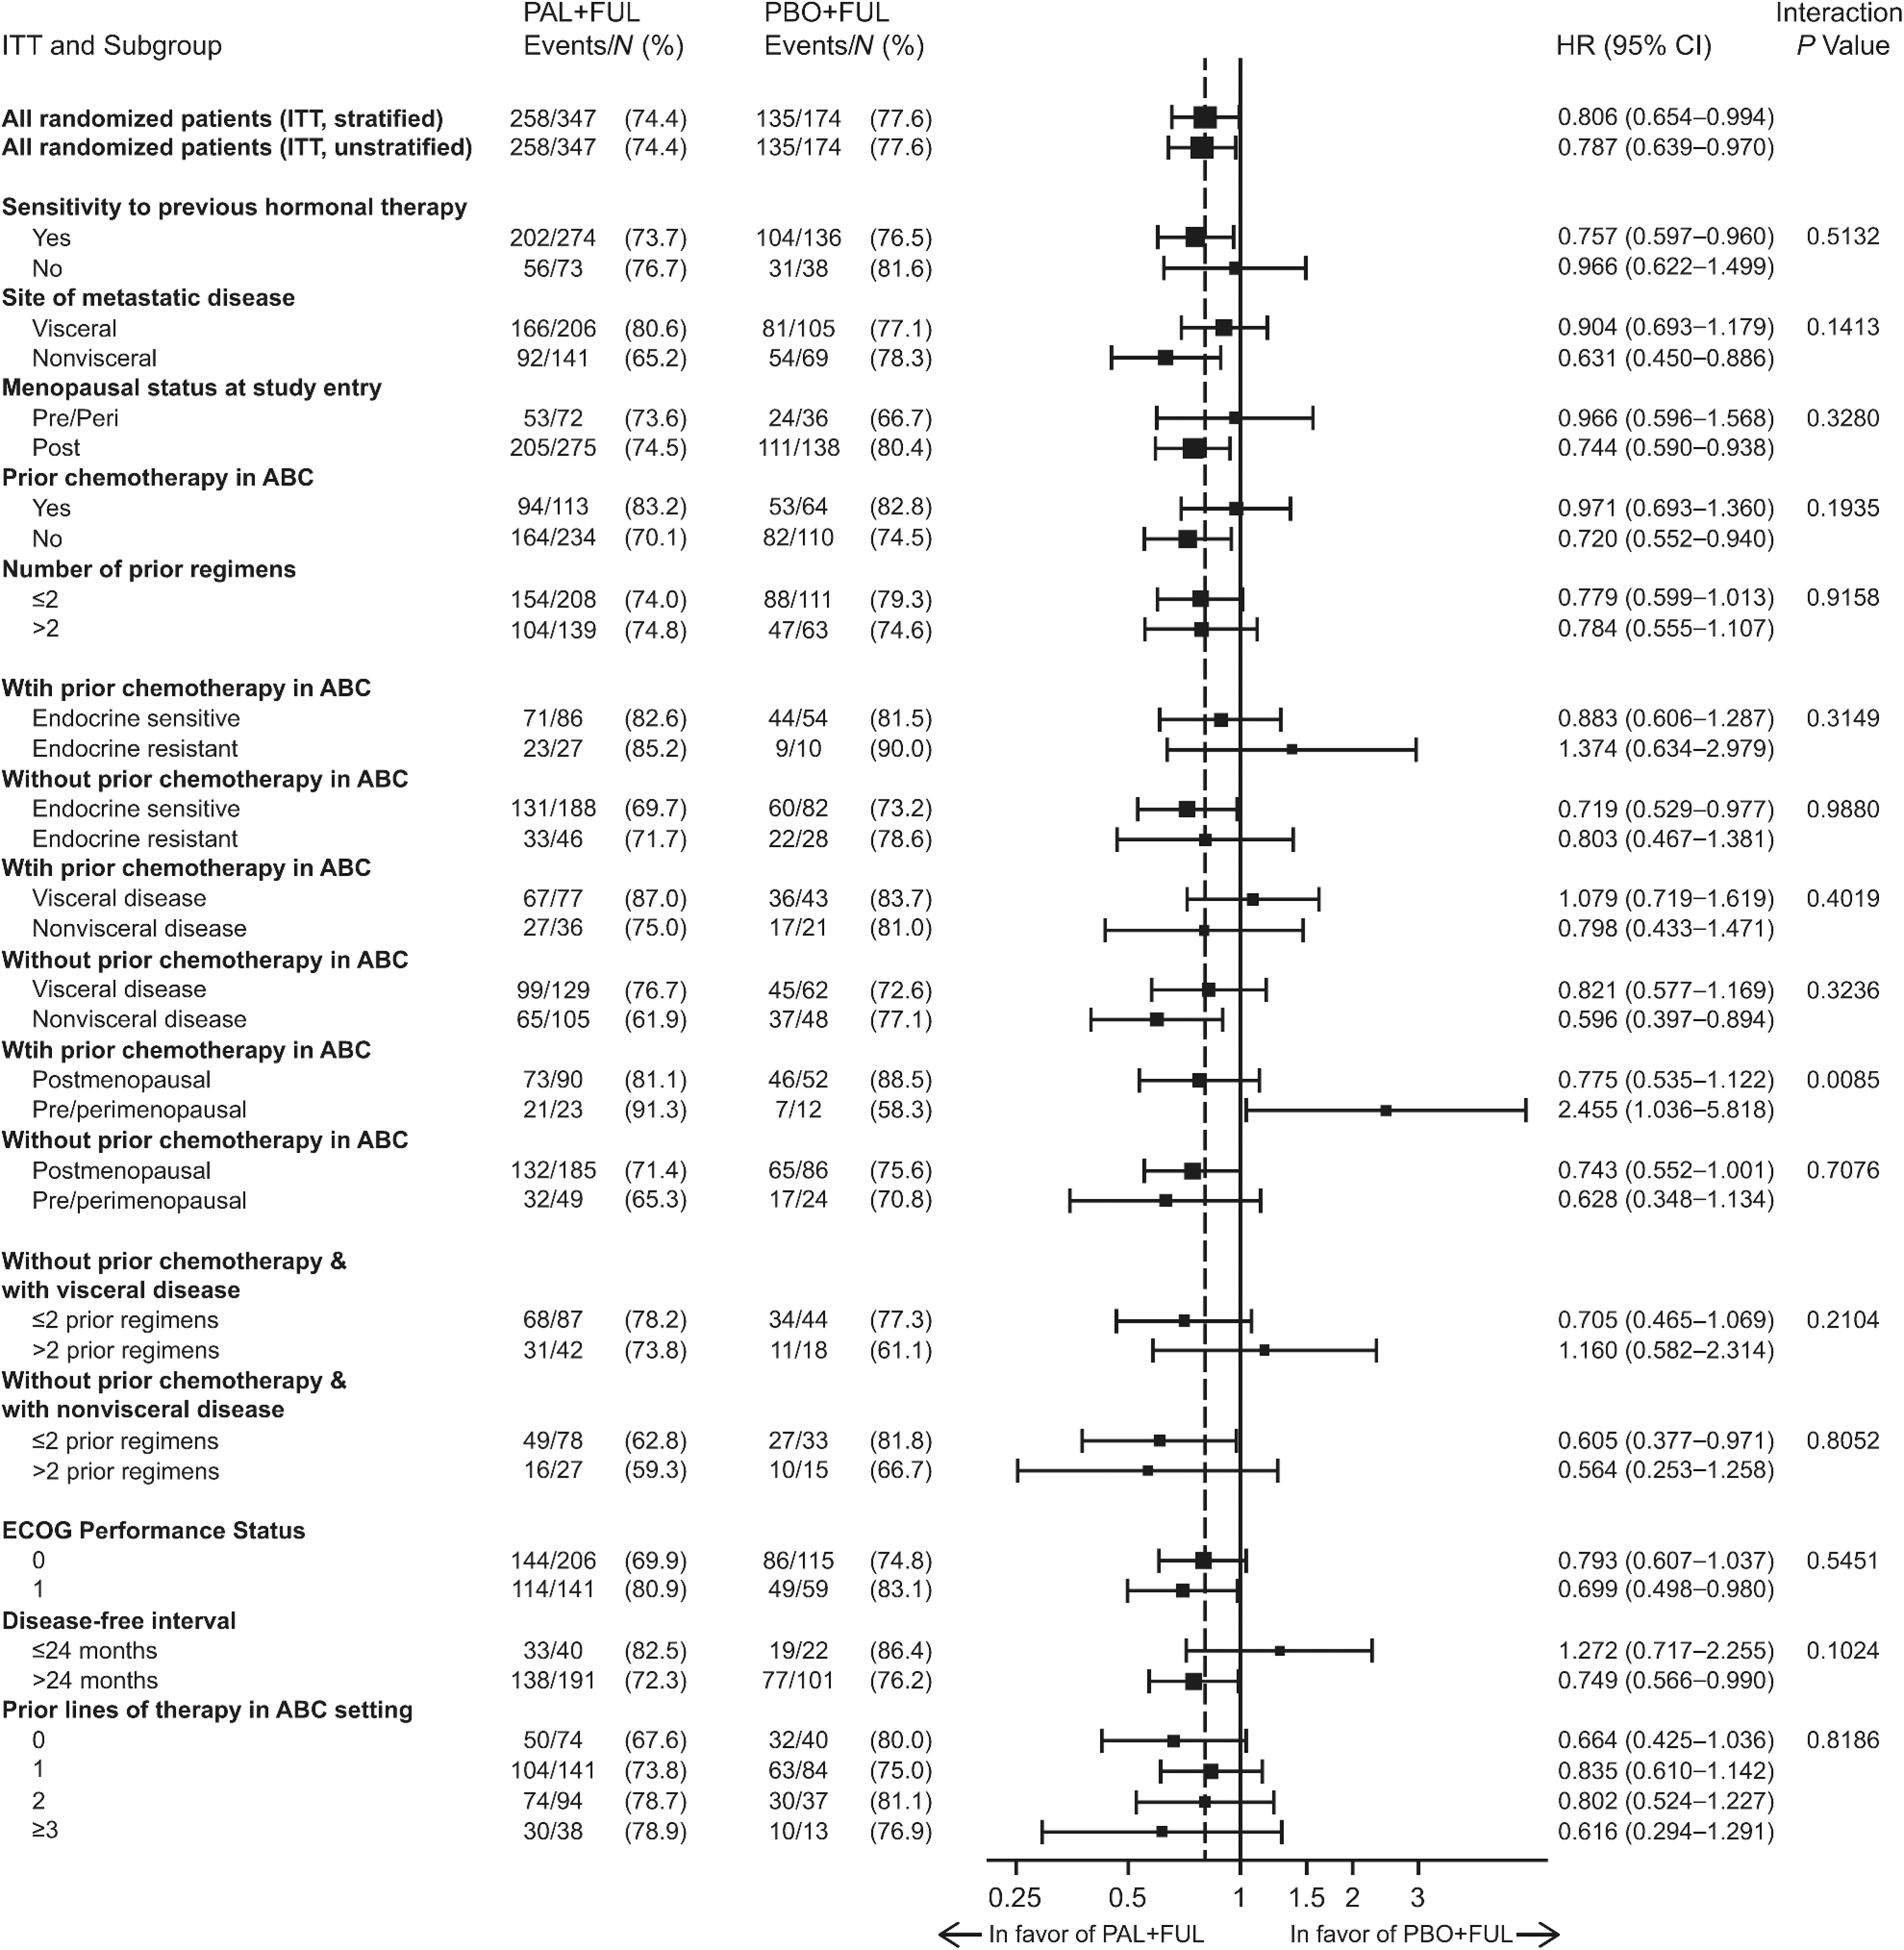 PAL+FUL PBO+FUL Interaction
ITT and Subgroup Events/N (%) Events/N (%) HR (95% CI) P Value
All randomized patients (ITT, stratified) 258/347 (74.4) 135/174 (77.6) 0.806 (0.654–0.994)
All randomized patients (ITT, unstratified) 258/347 (74.4) 135/174 (77.6) 0.787 (0.639–0.970)
Sensitivity to previous hormonal therapy
Yes 202/274 (73.7) 104/136 (76.5) 0.757 (0.597–0.960) 0.5132
No 56/73 (76.7) 31/38 (81.6) 0.966 (0.622–1.499)
Site of metastatic disease
Visceral 166/206 (80.6) 81/105 (77.1) 0.904 (0.693–1.179) 0.1413
Nonvisceral 92/141 (65.2) 54/69 (78.3) 0.631 (0.450–0.886)
Menopausal status at study entry
Pre/Peri 53/72 (73.6) 24/36 (66.7) 0.966 (0.596–1.568) 0.3280
Post 205/275 (74.5) 111/138 (80.4) 0.744 (0.590–0.938)
Prior chemotherapy in ABC
Yes 94/113 (83.2) 53/64 (82.8) 0.971 (0.693–1.360) 0.1935
No 164/234 (70.1) 82/110 (74.5) 0.720 (0.552–0.940)
Number of prior regimens
≤2 154/208 (74.0) 88/111 (79.3) 0.779 (0.599–1.013) 0.9158
>2 104/139 (74.8) 47/63 (74.6) 0.784 (0.555–1.107)
Wtih prior chemotherapy in ABC
Endocrine sensitive 71/86 (82.6) 44/54 (81.5) 0.883 (0.606–1.287) 0.3149
Endocrine resistant 23/27 (85.2) 9/10 (90.0) 1.374 (0.634–2.979)
Without prior chemotherapy in ABC
Endocrine sensitive 131/188 (69.7) 60/82 (73.2) 0.719 (0.529–0.977) 0.9880
Endocrine resistant 33/46 (71.7) 22/28 (78.6) 0.803 (0.467–1.381)
Wtih prior chemotherapy in ABC
Visceral disease 67/77 (87.0) 36/43 (83.7) 1.079 (0.719–1.619) 0.4019
Nonvisceral disease 27/36 (75.0) 17/21 (81.0) 0.798 (0.433–1.471)
Without prior chemotherapy in ABC
Visceral disease 99/129 (76.7) 45/62 (72.6) 0.821 (0.577–1.169) 0.3236
Nonvisceral disease 65/105 (61.9) 37/48 (77.1) 0.596 (0.397–0.894)
Wtih prior chemotherapy in ABC
Postmenopausal 73/90 (81.1) 46/52 (88.5) 0.775 (0.535–1.122) 0.0085
Pre/perimenopausal 21/23 (91.3) 7/12 (58.3) 2.455 (1.036–5.818)
Without prior chemotherapy in ABC
Postmenopausal 132/185 (71.4) 65/86 (75.6) 0.743 (0.552–1.001) 0.7076
Pre/perimenopausal 32/49 (65.3) 17/24 (70.8) 0.628 (0.348–1.134)
Without prior chemotherapy &
with visceral disease
≤2 prior regimens 68/87 (78.2) 34/44 (77.3) 0.705 (0.465–1.069) 0.2104
>2 prior regimens 31/42 (73.8) 11/18 (61.1) 1.160 (0.582–2.314)
Without prior chemotherapy &
with nonvisceral disease
≤2 prior regimens 49/78 (62.8) 27/33 (81.8) 0.605 (0.377–0.971) 0.8052
>2 prior regimens 16/27 (59.3) 10/15 (66.7) 0.564 (0.253–1.258)
ECOG Performance Status
0 144/206 (69.9) 86/115 (74.8) 0.793 (0.607–1.037) 0.5451
1 114/141 (80.9) 49/59 (83.1) 0.699 (0.498–0.980)
Disease-free interval
≤24 months 33/40 (82.5) 19/22 (86.4) 1.272 (0.717–2.255) 0.1024
>24 months 138/191 (72.3) 77/101 (76.2) 0.749 (0.566–0.990)
Prior lines of therapy in ABC setting
0 50/74 (67.6) 32/40 (80.0) 0.664 (0.425–1.036) 0.8186
1 104/141 (73.8) 63/84 (75.0) 0.835 (0.610–1.142)
2 74/94 (78.7) 30/37 (81.1) 0.802 (0.524–1.227)
≥3 30/38 (78.9) 10/13 (76.9) 0.616 (0.294–1.291)
0.25 0.5 1 1.5 2 3
In favor of PAL+FUL In favor of PBO+FUL